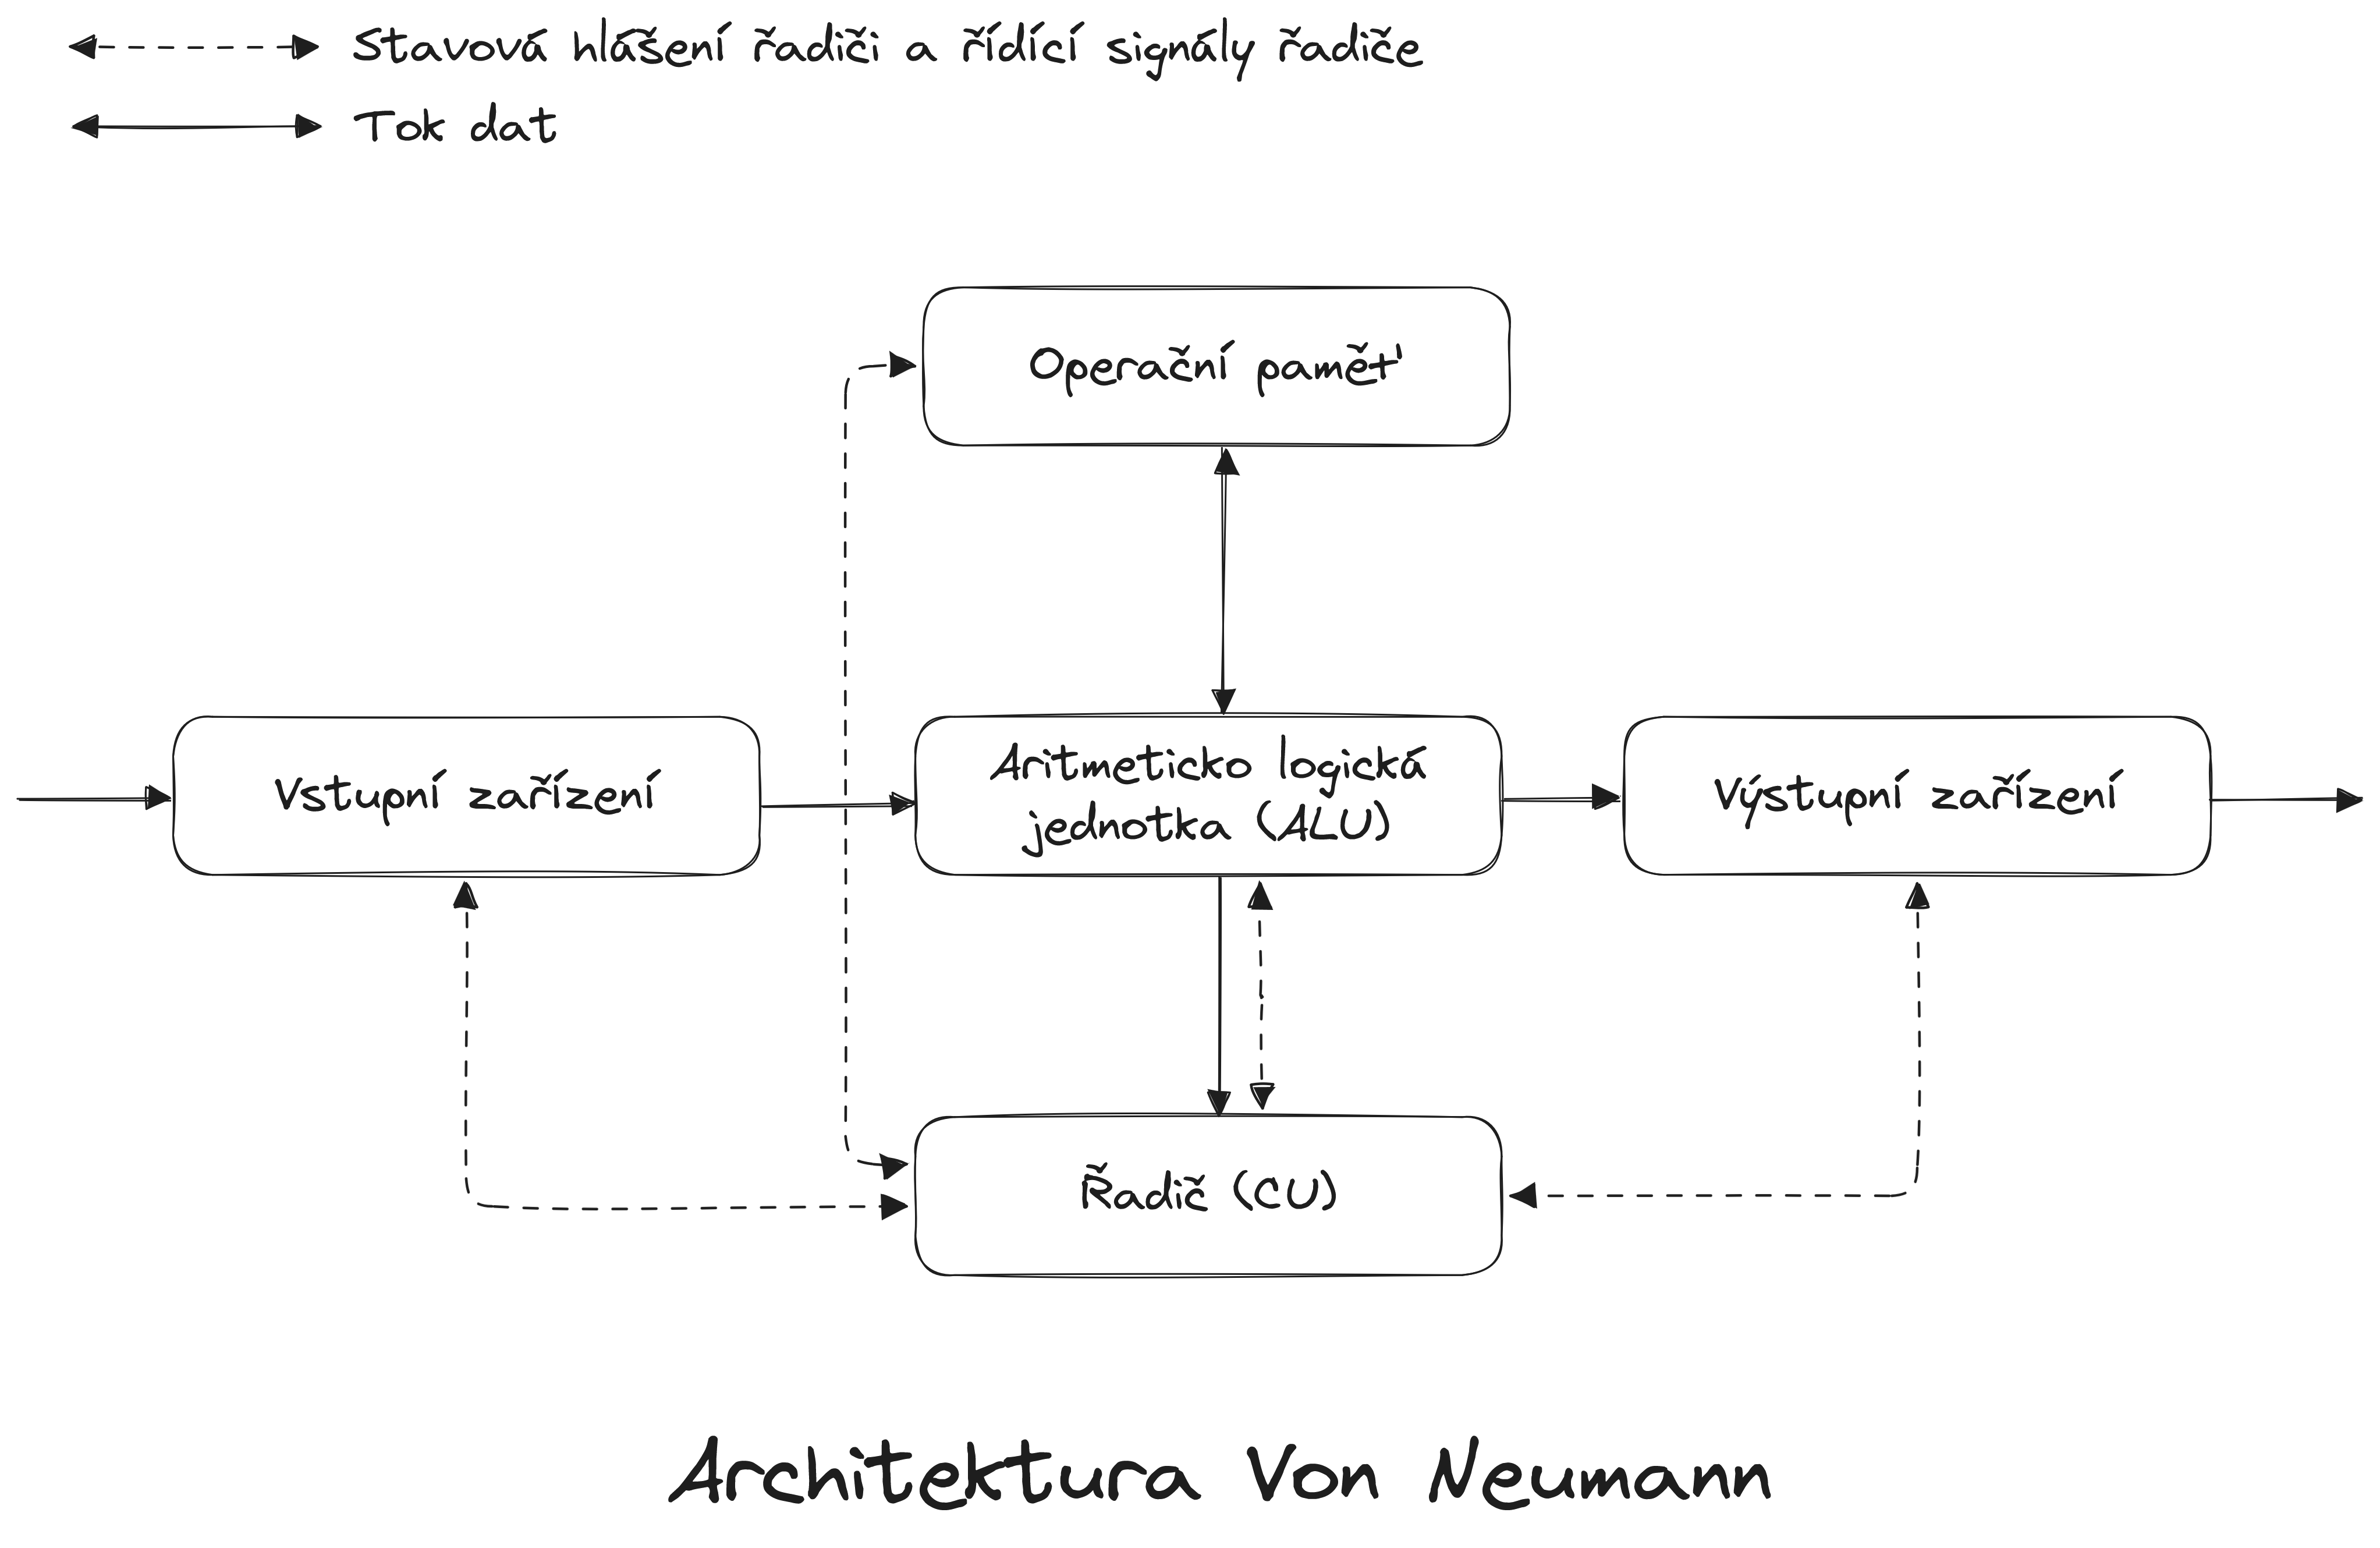 Stavová hlášení řadiči a řídící signály řadiče
Tok dat
Operační paměť
Vstupní zařízení
Aritmeticko logická
jednotka (ALU)
Výstupní zařízení
Řadič (CU)
Architektura Von Neumann